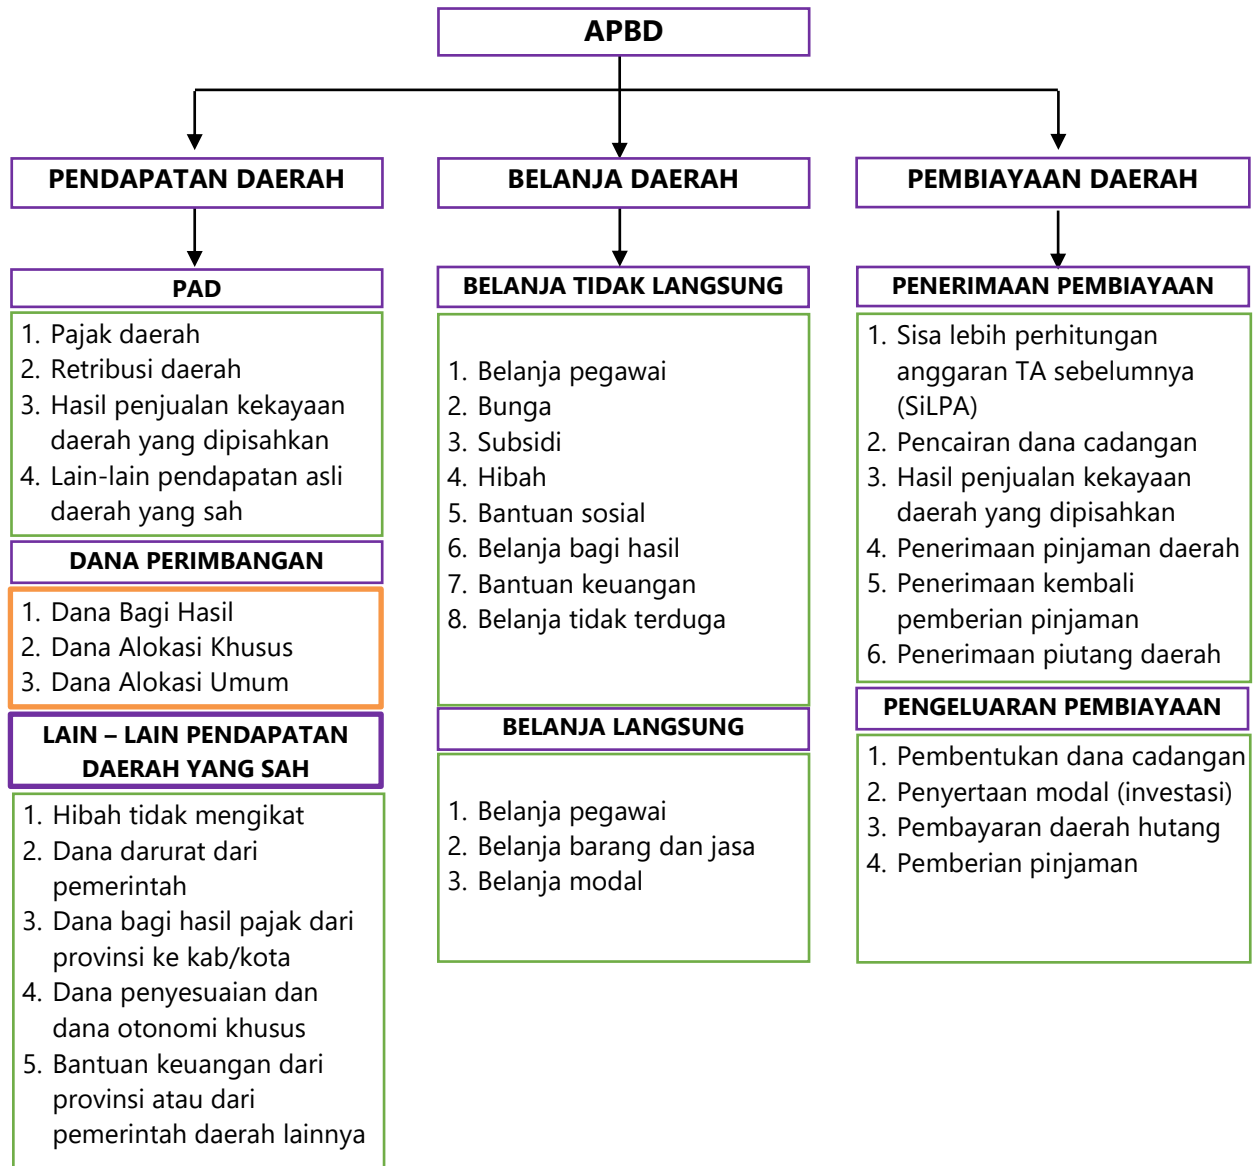 APBD
PENDAPATAN DAERAH
PAD
1. Pajak daerah
2. Retribusi daerah
3. Hasil penjualan kekayaan
daerah yang dipisahkan
4. Lain-lain pendapatan asli
daerah yang sah
DANA PERIMBANGAN
1. Dana Bagi Hasil
2. Dana Alokasi Khusus
3. Dana Alokasi Umum
LAIN – LAIN PENDAPATAN
DAERAH YANG SAH
1. Hibah tidak mengikat
2. Dana darurat dari
pemerintah
3. Dana bagi hasil pajak dari
provinsi ke kab/kota
4. Dana penyesuaian dan
dana otonomi khusus
5. Bantuan keuangan dari
provinsi atau dari
pemerintah daerah lainnya
BELANJA DAERAH
BELANJA TIDAK LANGSUNG
1. Belanja pegawai
2. Bunga
3. Subsidi
4. Hibah
5. Bantuan sosial
6. Belanja bagi hasil
7. Bantuan keuangan
8. Belanja tidak terduga
BELANJA LANGSUNG
1. Belanja pegawai
2. Belanja barang dan jasa
3. Belanja modal
PEMBIAYAAN DAERAH
PENERIMAAN PEMBIAYAAN
1. Sisa lebih perhitungan
anggaran TA sebelumnya
(SiLPA)
2. Pencairan dana cadangan
3. Hasil penjualan kekayaan
daerah yang dipisahkan
4. Penerimaan pinjaman daerah
5. Penerimaan kembali
pemberian pinjaman
6. Penerimaan piutang daerah
PENGELUARAN PEMBIAYAAN
1. Pembentukan dana cadangan
2. Penyertaan modal (investasi)
3. Pembayaran daerah hutang
4. Pemberian pinjaman